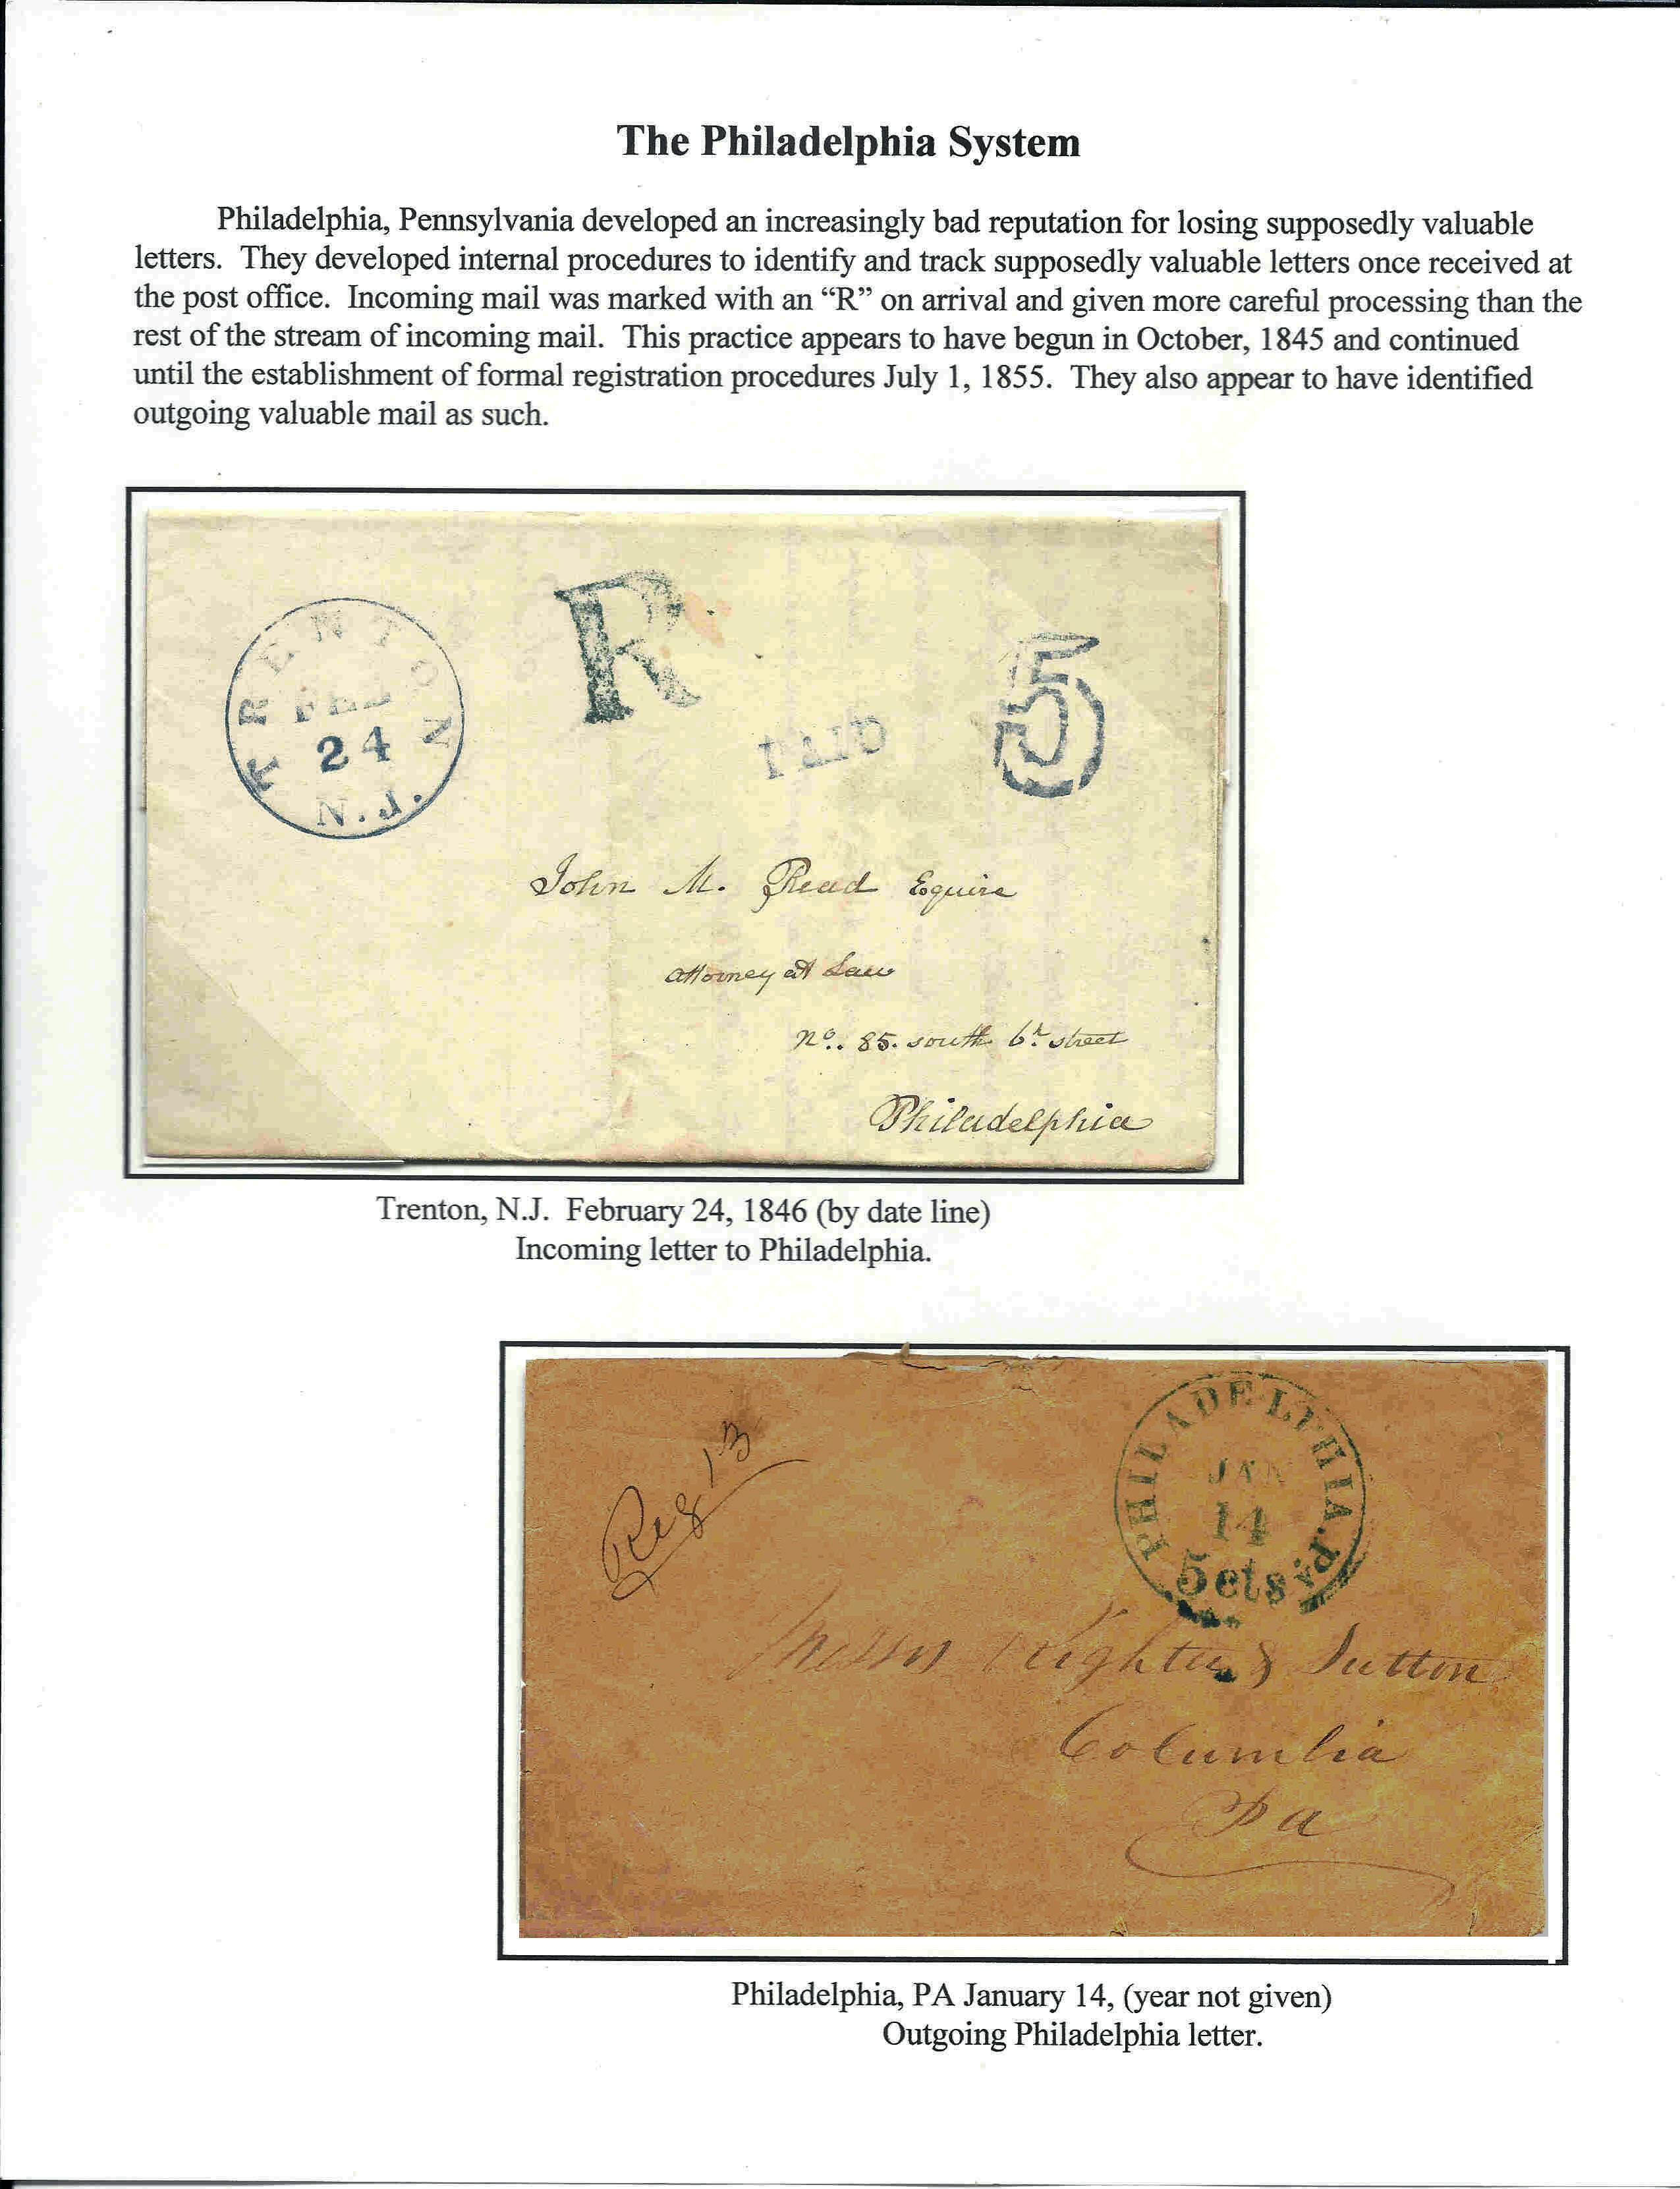 The Philadelphia System
Philadelphia, Pennsylvania developed an increasingly bad reputation for losing supposedly valuable
letters. They developed internal procedures to identify and track supposedly valuable letters once received at
the post office. Incoming mail was marked with an “R” on arrival and given more careful processing than the
rest of the stream of incoming mail. This practice appears to have begun in October, 1845 and continued
until the establishment of formal registration procedures July 1, 1855. They also appear to have identified
outgoing valuable mail as such.
TRENTON
FEB
24
N.J.
R
PAID
5
John M. Read Esquire
Attorney at Law
No.. 85. south 6th street
Philadelphia
Trenton, N.J. February 24, 1846 (by date line)
Incoming letter to Philadelphia.
Reg 13
PHILADELPHIA Pa.
JAN
14
5cts
Messrs & Sutton
Columbia
Pa
Philadelphia, PA January 14, (year not given)
Outgoing Philadelphia letter.